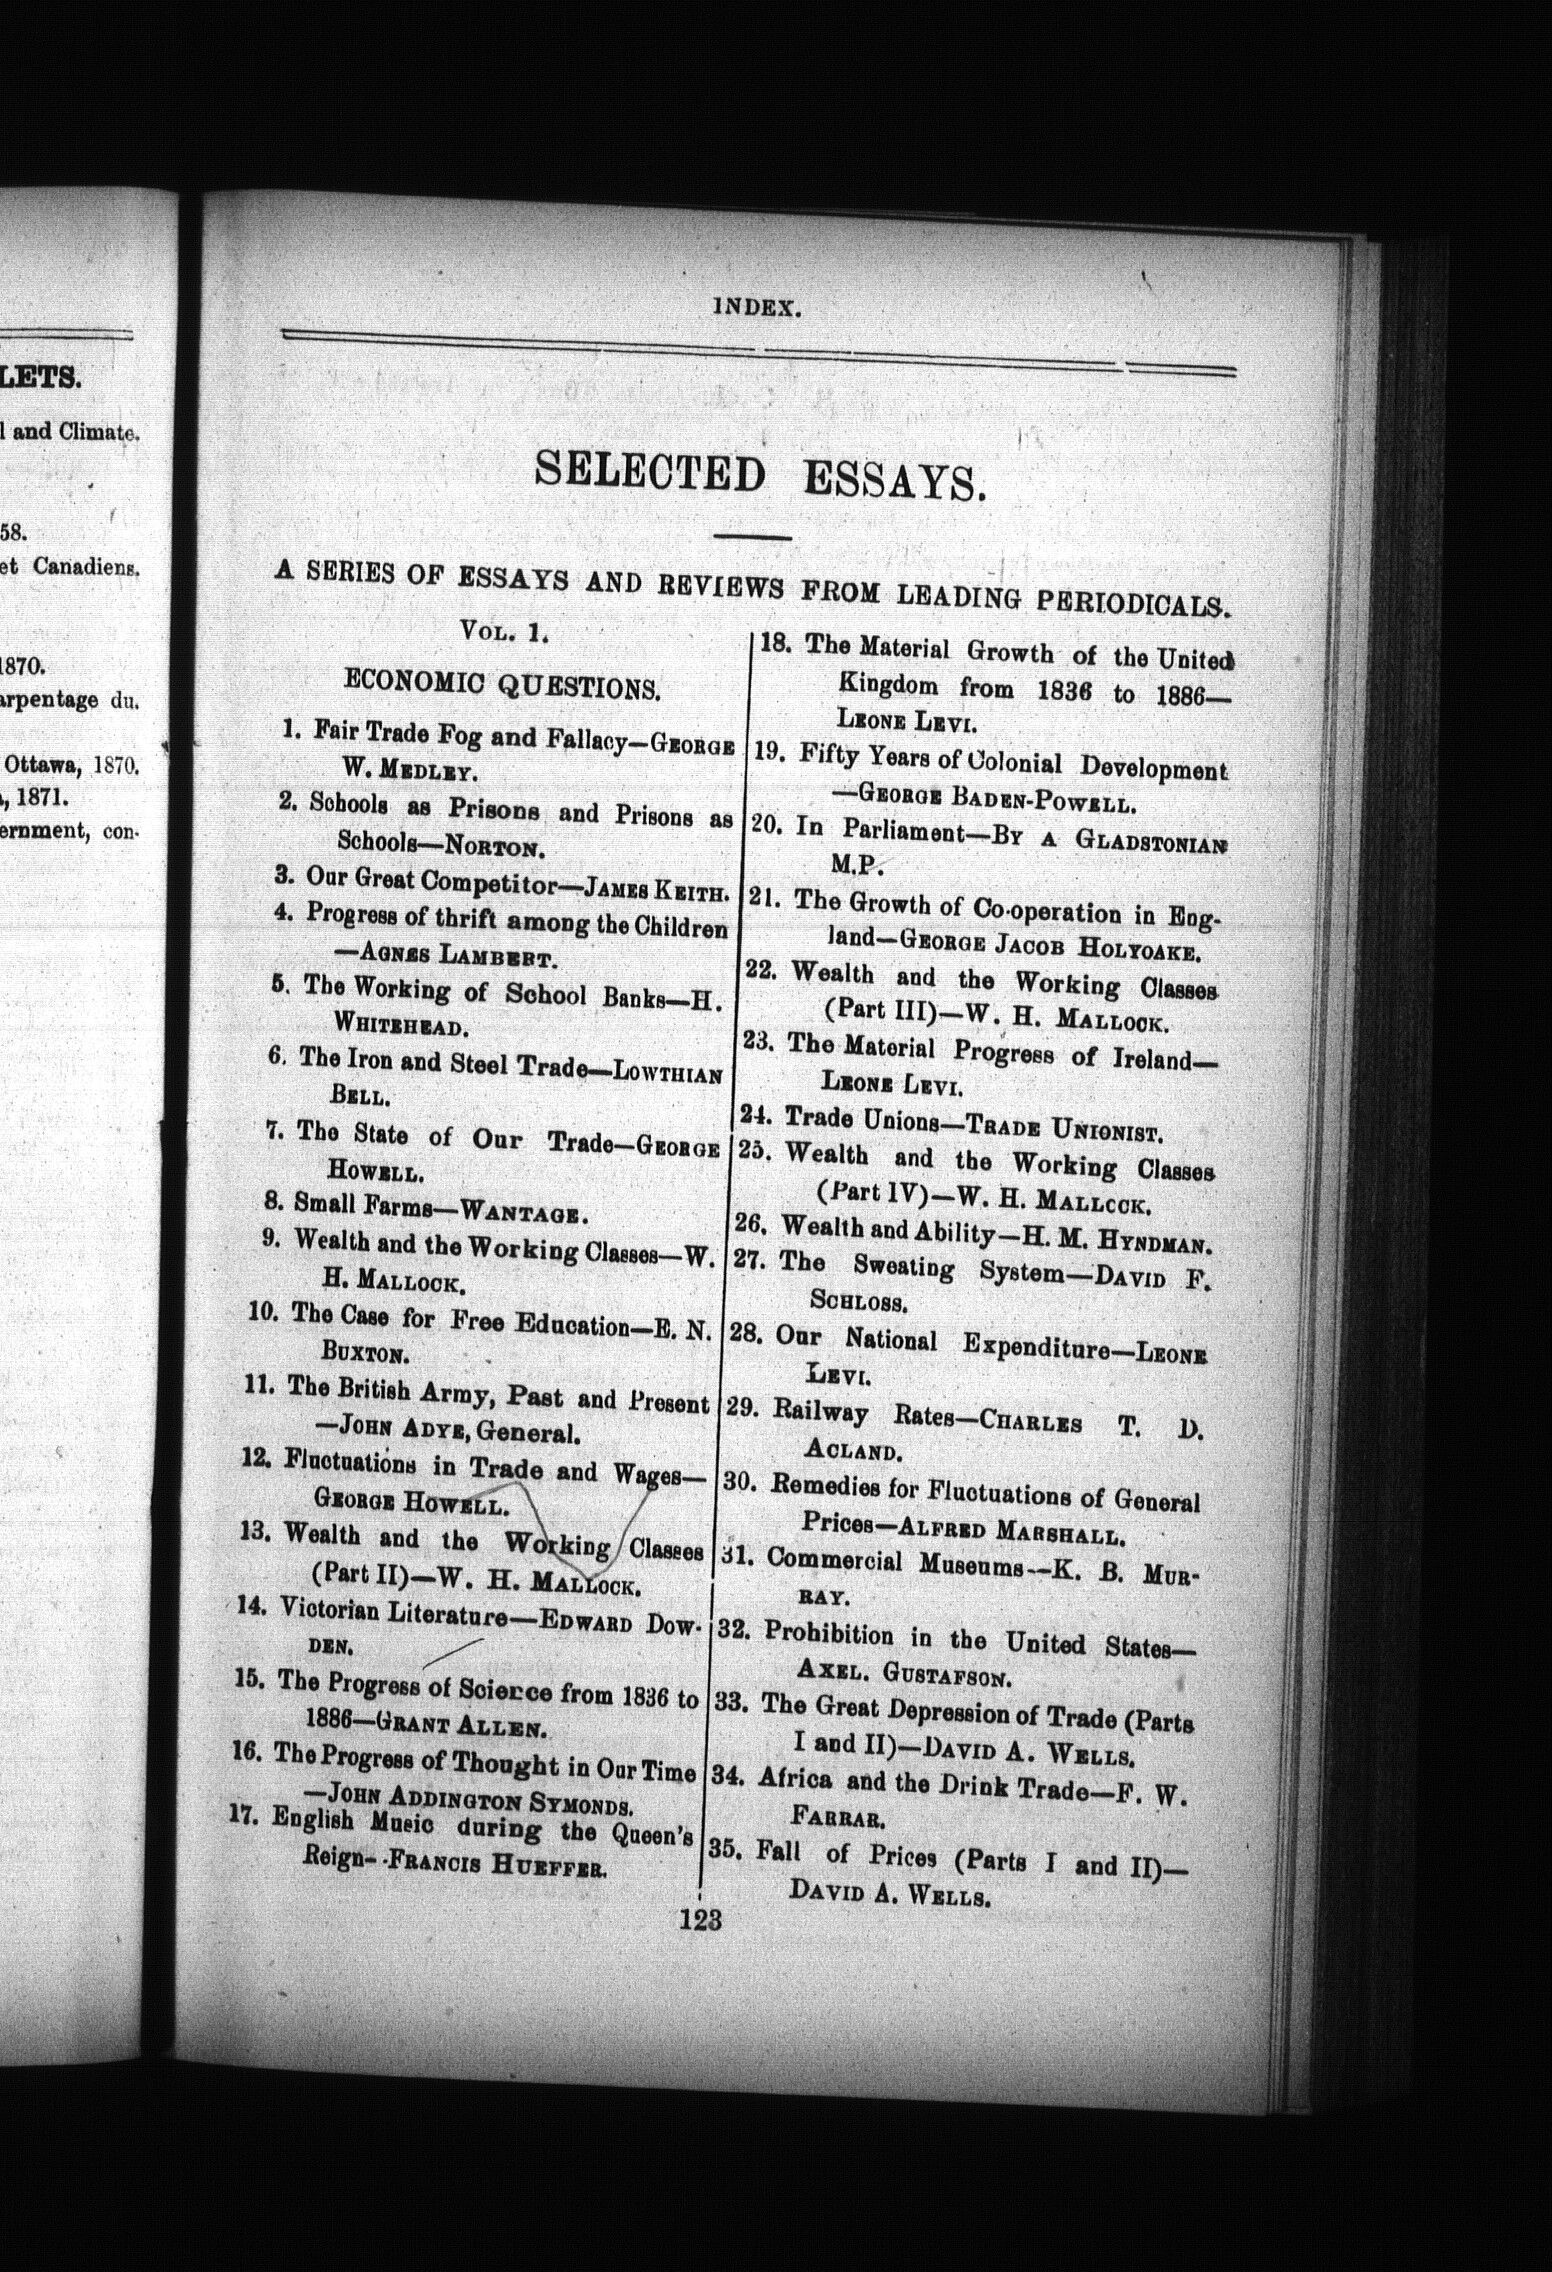 LETS.
l and Climate.
58.
et Canadiens.
1870.
arpentage du.
Ottawa, 1870.
, 1871.
ernment, con-
INDEX.
SELECTED ESSAYS.
A SERIES OF ESSAYS AND REVIEWS FROM LEADING PERIODICALS.
VOL. 1.
ECONOMIC QUESTIONS.
1. Fair Trade Fog and Fallacy—GEORGE
W. MEDLEY.
2. Schools as Prisons and Prisons as
Schools—NORTON.
3. Our Great Competitor—JAMES KEITH.
4. Progress of thrift among the Children
—AGNES LAMBERT.
5. The Working of School Banks—H.
WHITEHEAD.
6. The Iron and Steel Trade—LOWTHIAN
BELL.
7. The State of Our Trade—GEORGE
HOWELL.
8. Small Farms—WANTAGE.
9. Wealth and the Working Classes—W.
H. MALLOCK.
10. The Case for Free Education—E. N.
BUXTON.
11. The British Army, Past and Present
—JOHN ADYE, General.
12. Fluctuations in Trade and Wages—
GEORGE HOWELL.
13. Wealth and the Working Classes
(Part II)—W. H. MALLOCK.
14. Victorian Literature—EDWARD DOW-
DEN.
15. The Progress of Science from 1836 to
1886—GRANT ALLEN.
16. The Progress of Thought in Our Time
—JOHN ADDINGTON SYMONDS.
17. English Music during the Queen's
Reign--FRANCIS HUEFFER.
18. The Material Growth of the United
Kingdom from 1836 to 1886—
LEONE LEVI.
19. Fifty Years of Colonial Development
—GEORGE BADEN-POWELL.
20. In Parliament—BY A GLADSTONIAN
M.P.
21. The Growth of Co-operation in Eng-
land—GEORGE JACOB HOLYOAKE.
22. Wealth and the Working Classes
(Part III)—W. H. MALLOCK.
23. The Material Progress of Ireland—
LEONE LEVI.
24. Trade Unions—TRADE UNIONIST.
25. Wealth and the Working Classes
(Part IV)—W. H. MALLCCK.
26. Wealth and Ability—H. M. HYNDMAN.
27. The Sweating System—DAVID F.
SCHLOSS.
28. Our National Expenditure—LEONE
LEVI.
29. Railway Rates—CHARLES T. D.
ACLAND.
30. Remedies for Fluctuations of General
Prices—ALFRED MARSHALL.
31. Commercial Museums--K. B. MUR-
RAY.
32. Prohibition in the United States—
AXEL. GUSTAFSON.
33. The Great Depression of Trade (Parts
I and II)—DAVID A. WELLS.
34. Africa and the Drink Trade—F. W.
FARRAR.
35. Fall of Prices (Parts I and II)—
DAVID A. WELLS.
123